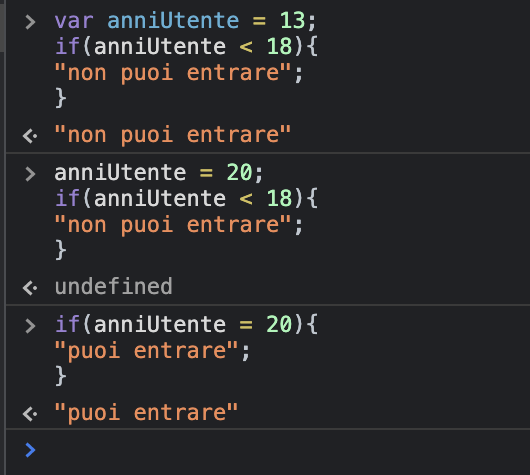 > var anniUtente = 13;
if(anniUtente < 18){
"non puoi entrare";
}
<· "non puoi entrare"
> anniUtente = 20;
if(anniUtente < 18){
"non puoi entrare";
}
<· undefined
> if(anniUtente = 20){
"puoi entrare";
}
<· "puoi entrare"
>